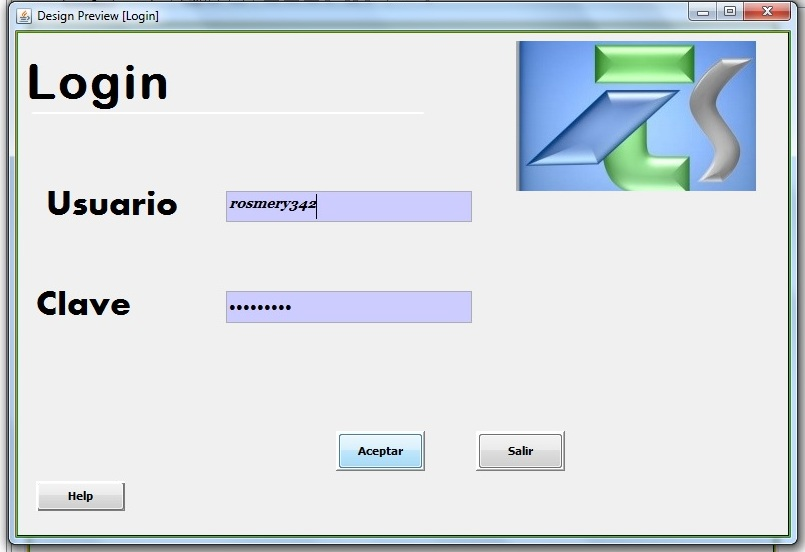 Design Preview [Login]
Login
Usuario
rosmery342
Clave
•••••••••
Aceptar
Salir
Help